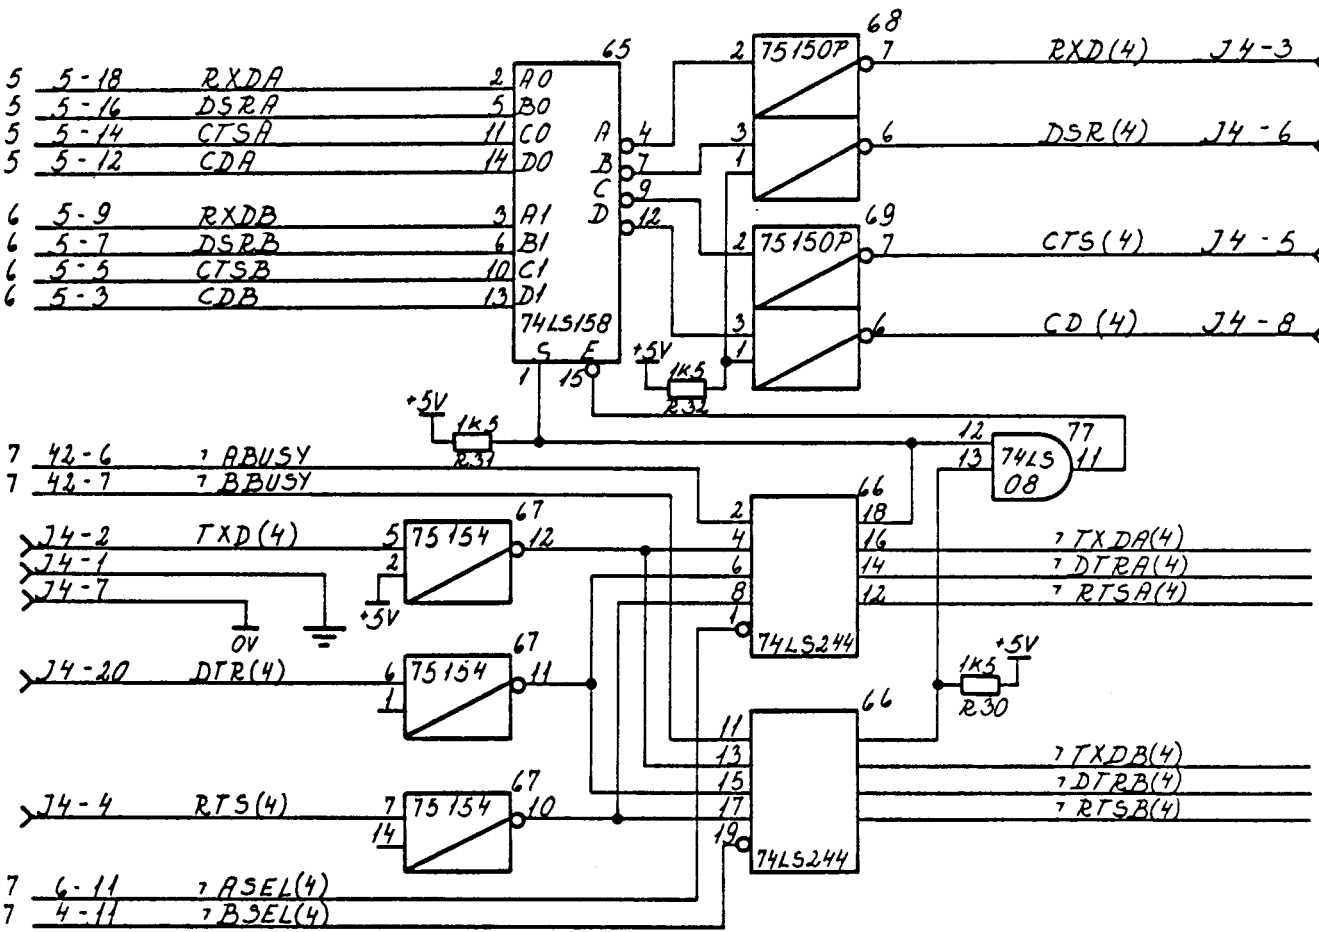 68
65
2 75150P 7 RXD(4) J4-3
5 5-18 RXDA 2 A0
5 5-16 DSRA 5 B0
5 5-14 CTSA 11 C0 A 4 3 6 DSR(4) J4-6
5 5-12 CDA 14 D0 B 7 1
C 9
D 12 69
6 5-9 RXDB 3 A1
6 5-7 DSRB 6 B1 2 75150P 7 CTS(4) J4-5
6 5-5 CTSB 10 C1
6 5-3 CDB 13 D1
74LS158 3 6 CD(4) J4-8
S E +5V 1
1 15 1K5
R32
+5V 1K5 12 77
R31 13 74LS 11
08
7 42-6 ¬ABUSY
7 42-7 ¬BBUSY
66
67 2 18
J4-2 TXD(4) 5 75154 12 4 16 ¬TXDA(4)
J4-1 2 6 14 ¬DTRA(4)
J4-7 +5V 8 12 ¬RTSA(4)
0V 1
67 74LS244
J4-20 DTR(4) 6 75154 11 1K5 +5V
1 R30
66
11
13 ¬TXDB(4)
67 15 ¬DTRB(4)
J4-4 RTS(4) 7 75154 10 17 ¬RTSB(4)
14 19
74LS244
7 6-11 ¬ASEL(4)
7 4-11 ¬BSEL(4)